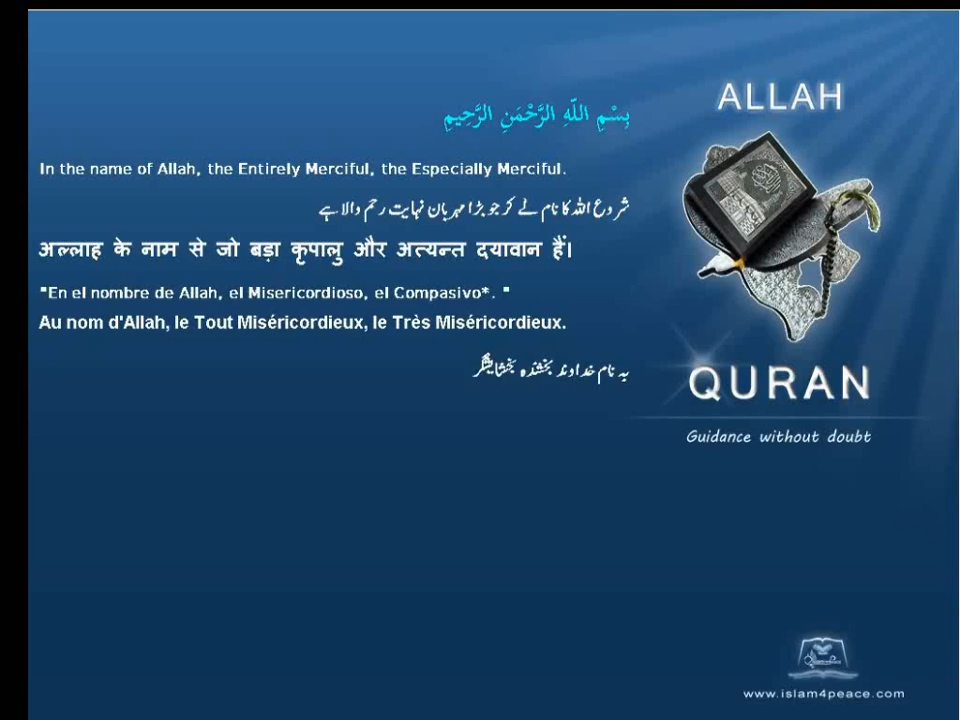 بِسْمِ اللّهِ الرَّحْمَنِ الرَّحِيمِ
In the name of Allah, the Entirely Merciful, the Especially Merciful.
شروع الله کا نام لے کر جو بڑا مہربان نہایت رحم والا ہے
अल्लाह के नाम से जो बड़ा कृपालु और अत्यन्त दयावान हैं।
"En el nombre de Allah, el Misericordioso, el Compasivo*. "
Au nom d'Allah, le Tout Miséricordieux, le Très Miséricordieux.
به نام خداوند بخشنده بخشایشگر
ALLAH
QURAN
Guidance without doubt
www.islam4peace.com